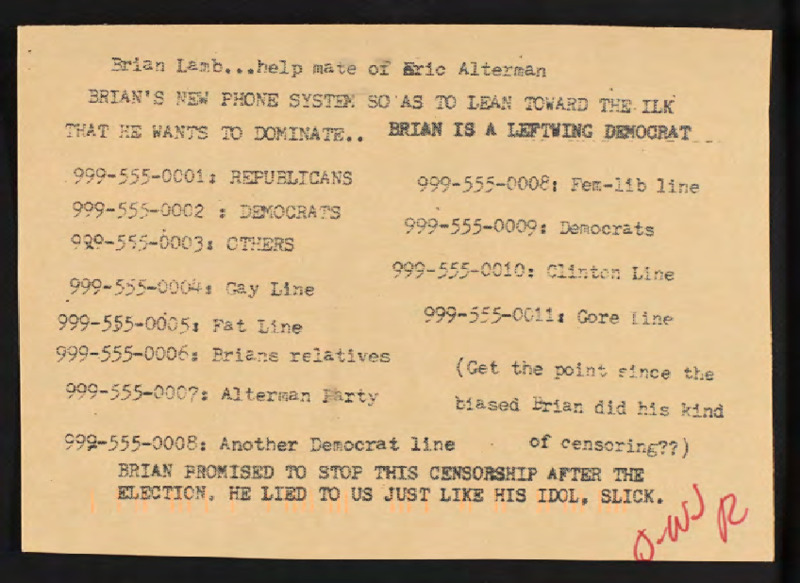 Brian Lamb...help mate of Eric Alterman
BRIAN'S NEW PHONE SYSTEM SO AS TO LEAN TOWARD THE ILK
THAT HE WANTS TO DOMINATE.. BRIAN IS A LEFTWING DEMOCRAT
999-555-0001: REPUBLICANS
999-555-0002 : DEMOCRATS
999-555-0003: OTHERS
999-555-0004: Gay Line
999-555-0005: Fat Line
999-555-0006: Brians relatives
999-555-0007: Alterman Party
999-555-0008: Another Democrat line
999-555-0008: Fem-lib line
999-555-0009: Democrats
999-555-0010: Clinton Line
999-555-0011: Gore Line
(Get the point since the
biased Brian did his kind
of censoring??)
BRIAN PROMISED TO STOP THIS CENSORSHIP AFTER THE
ELECTION. HE LIED TO US JUST LIKE HIS IDOL, SLICK.